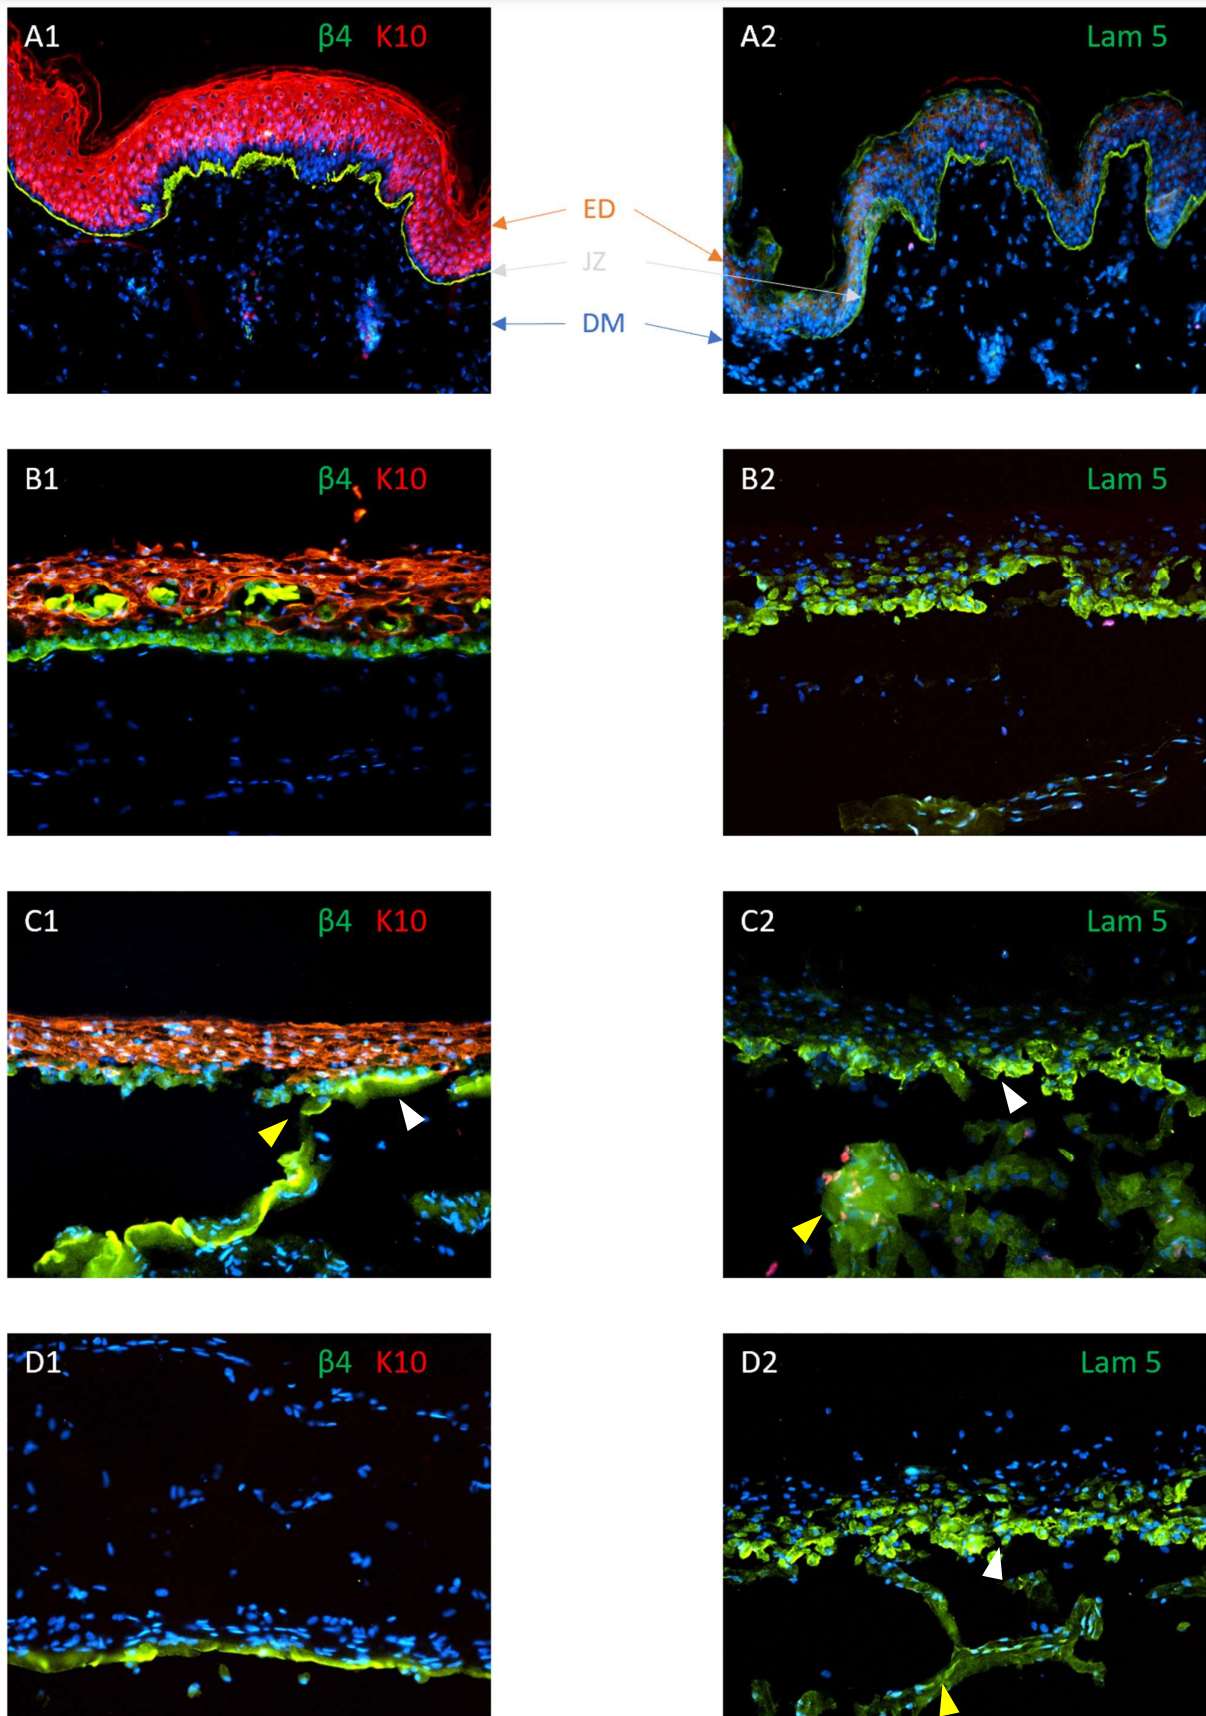 A1 β4 K10
A2 Lam 5
ED
JZ
DM
B1 β4 K10
B2 Lam 5
C1 β4 K10
C2 Lam 5
D1 β4 K10
D2 Lam 5